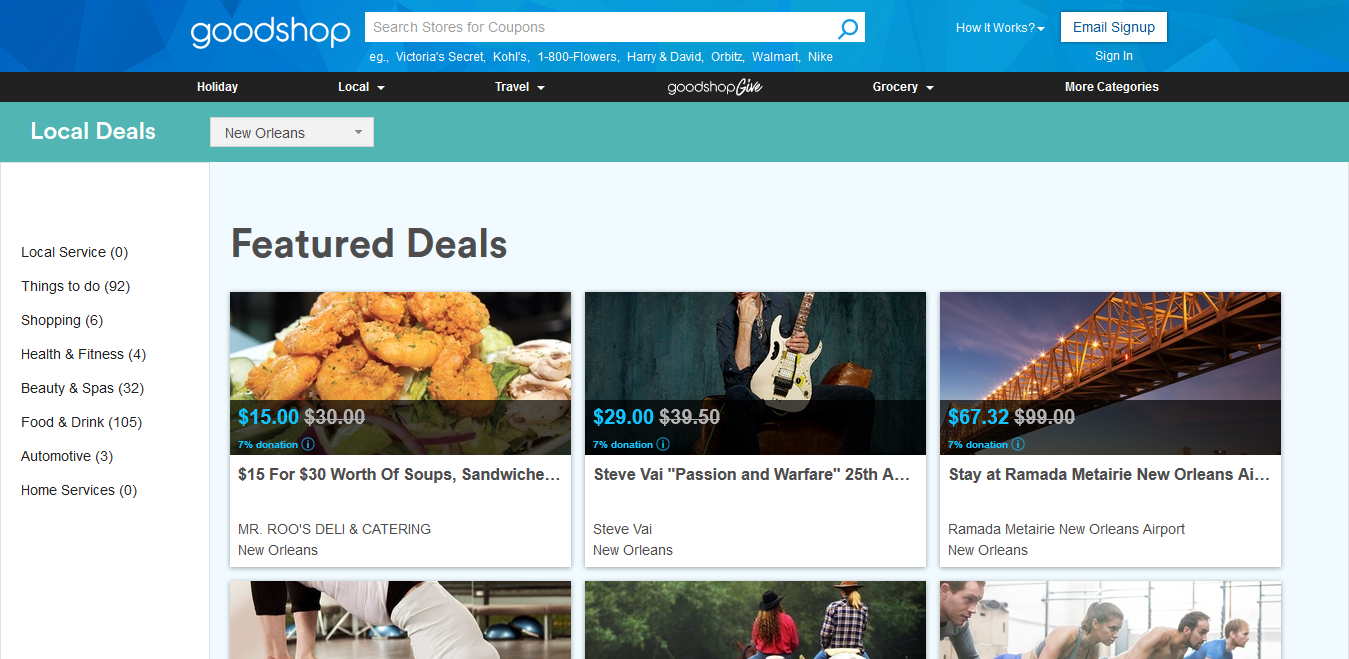 goodshop
Search Stores for Coupons
How It Works?
Email Signup
eg., Victoria's Secret, Kohl's, 1-800-Flowers, Harry & David, Orbitz, Walmart, Nike
Sign In
Holiday Local Travel goodshopGive Grocery More Categories
Local Deals
New Orleans
Local Service (0)
Things to do (92)
Shopping (6)
Health & Fitness (4)
Beauty & Spas (32)
Food & Drink (105)
Automotive (3)
Home Services (0)
Featured Deals
$15.00 $30.00
7% donation
$15 For $30 Worth Of Soups, Sandwiche...
MR. ROO'S DELI & CATERING
New Orleans
$29.00 $39.50
7% donation
Steve Vai "Passion and Warfare" 25th A...
Steve Vai
New Orleans
$67.32 $99.00
7% donation
Stay at Ramada Metairie New Orleans Ai...
Ramada Metairie New Orleans Airport
New Orleans